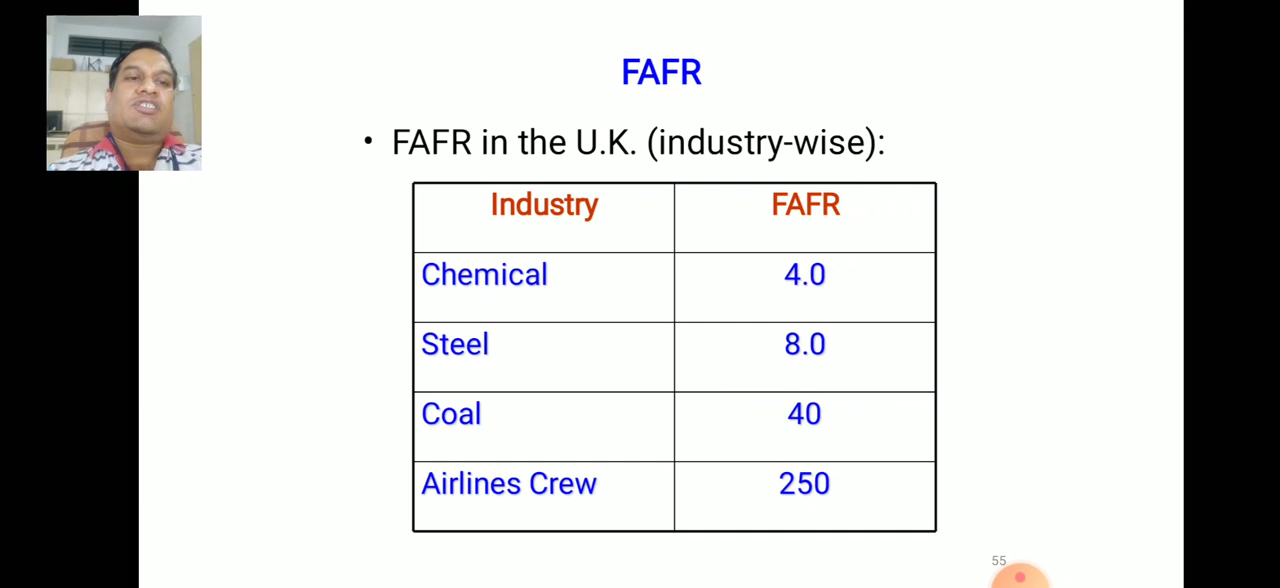 FAFR
• FAFR in the U.K. (industry-wise):
Industry FAFR
Chemical 4.0
Steel 8.0
Coal 40
Airlines Crew 250
55